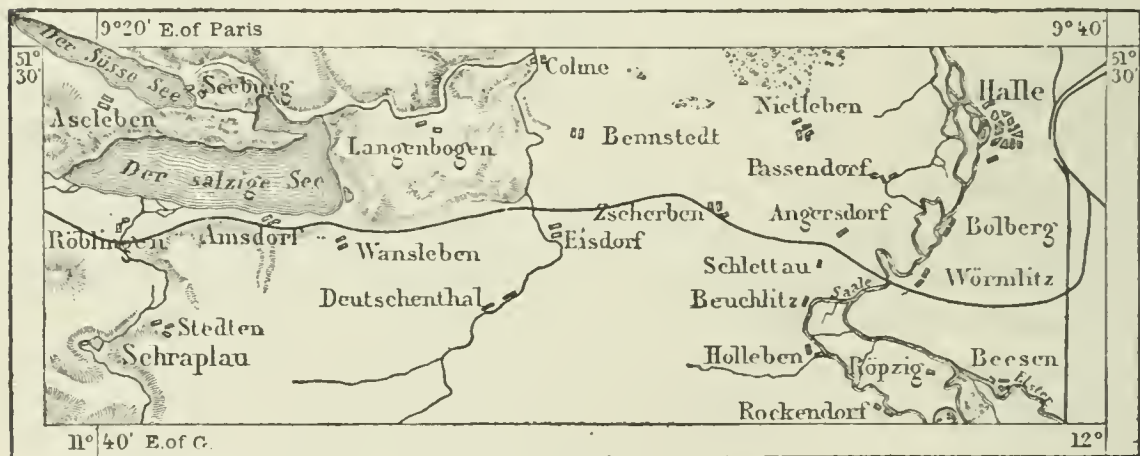 9°20' E.of Paris
9°40'
51°
30'
51°
30'
Der Süsse See
Seeburg
Colme
Halle
Aseleben
Nietleben
Langenbogen
Bennstedt
Der salzige See
Passendorf
Zscherben
Angersdorf
Röblingen
Amsdorf
Eisdorf
Bölberg
Wansleben
Schlettau
Wörmlitz
Saale
Deutschenthal
Beuchlitz
Stedten
Schraplau
Holleben
Röpzig
Beesen
Elster
Rockendorf
11°40' E.of G.
12°